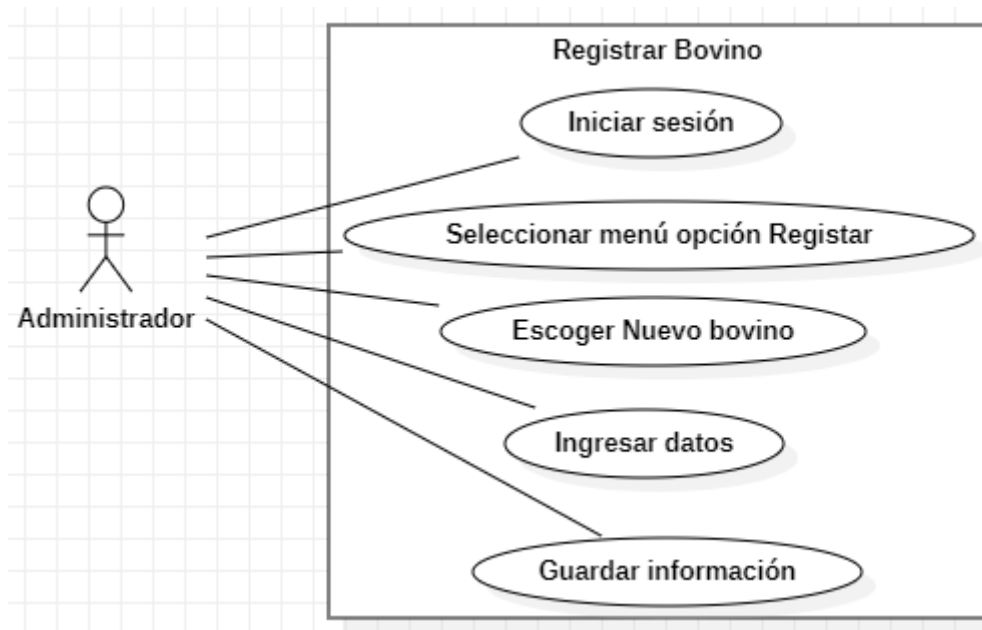 Registrar Bovino
Iniciar sesión
Seleccionar menú opción Registar
Escoger Nuevo bovino
Administrador
Ingresar datos
Guardar información